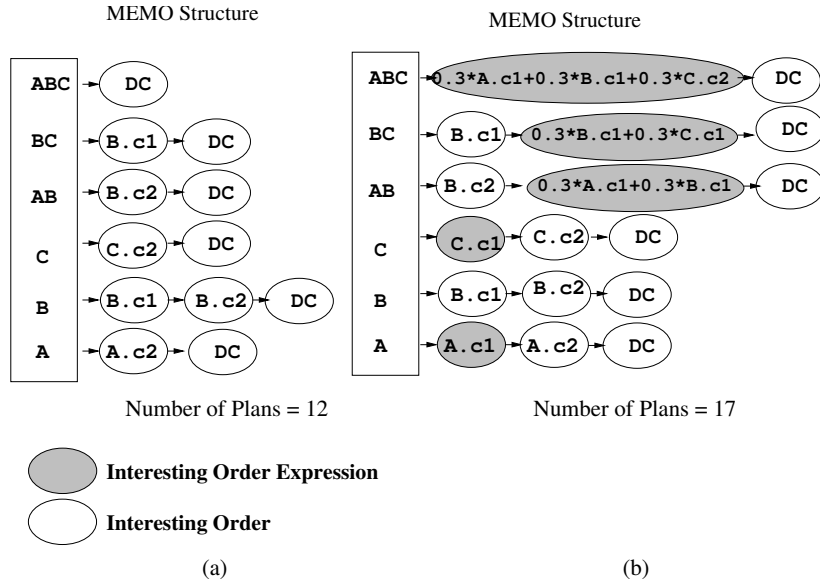 MEMO Structure
ABC DC
BC B.c1 DC
AB B.c2 DC
C C.c2 DC
B B.c1 B.c2 DC
A A.c2 DC
Number of Plans = 12
MEMO Structure
ABC 0.3*A.c1+0.3*B.c1+0.3*C.c2 DC
BC B.c1 0.3*B.c1+0.3*C.c1 DC
AB B.c2 0.3*A.c1+0.3*B.c1 DC
C C.c1 C.c2 DC
B B.c1 B.c2 DC
A A.c1 A.c2 DC
Number of Plans = 17
Interesting Order Expression
Interesting Order
(a)
(b)